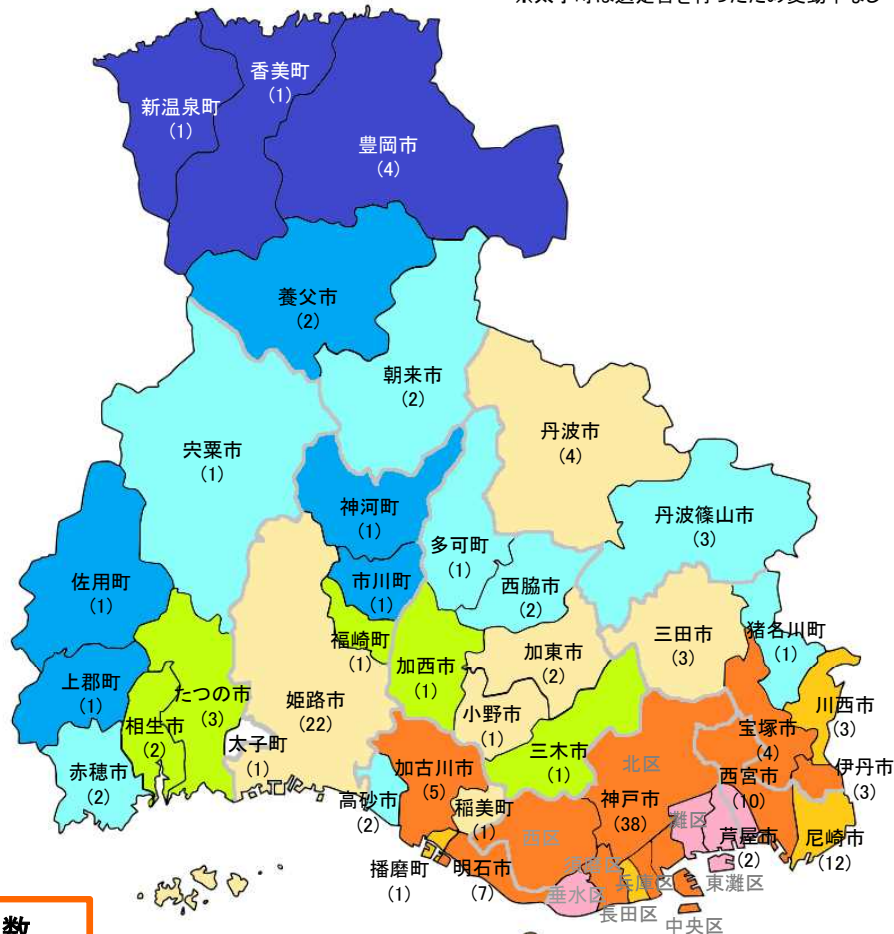 香美町
(1)
新温泉町
(1)
豊岡市
(4)
養父市
(2)
朝来市
(2)
丹波市
(4)
宍粟市
(1)
神河町
(1)
丹波篠山市
(3)
多可町
(1)
佐用町
(1)
市川町
(1)
西脇市
(2)
福崎町
(1)
加西市
(1)
加東市
(2)
三田市
(3)
猪名川町
(1)
上郡町
(1)
たつの市
(3)
相生市
(2)
姫路市
(22)
小野市
(1)
川西市
(3)
太子町
(1)
三木市
(1)
宝塚市
(4)
赤穂市
(2)
加古川市
(5)
北区
西宮市
(10)
伊丹市
(3)
高砂市
(2)
稲美町
(1)
神戸市
(38)
灘区
芦屋市
(2)
尼崎市
(12)
西区
播磨町
(1)
明石市
(7)
須磨区
兵庫区
東灘区
垂水区
長田区
中央区
数